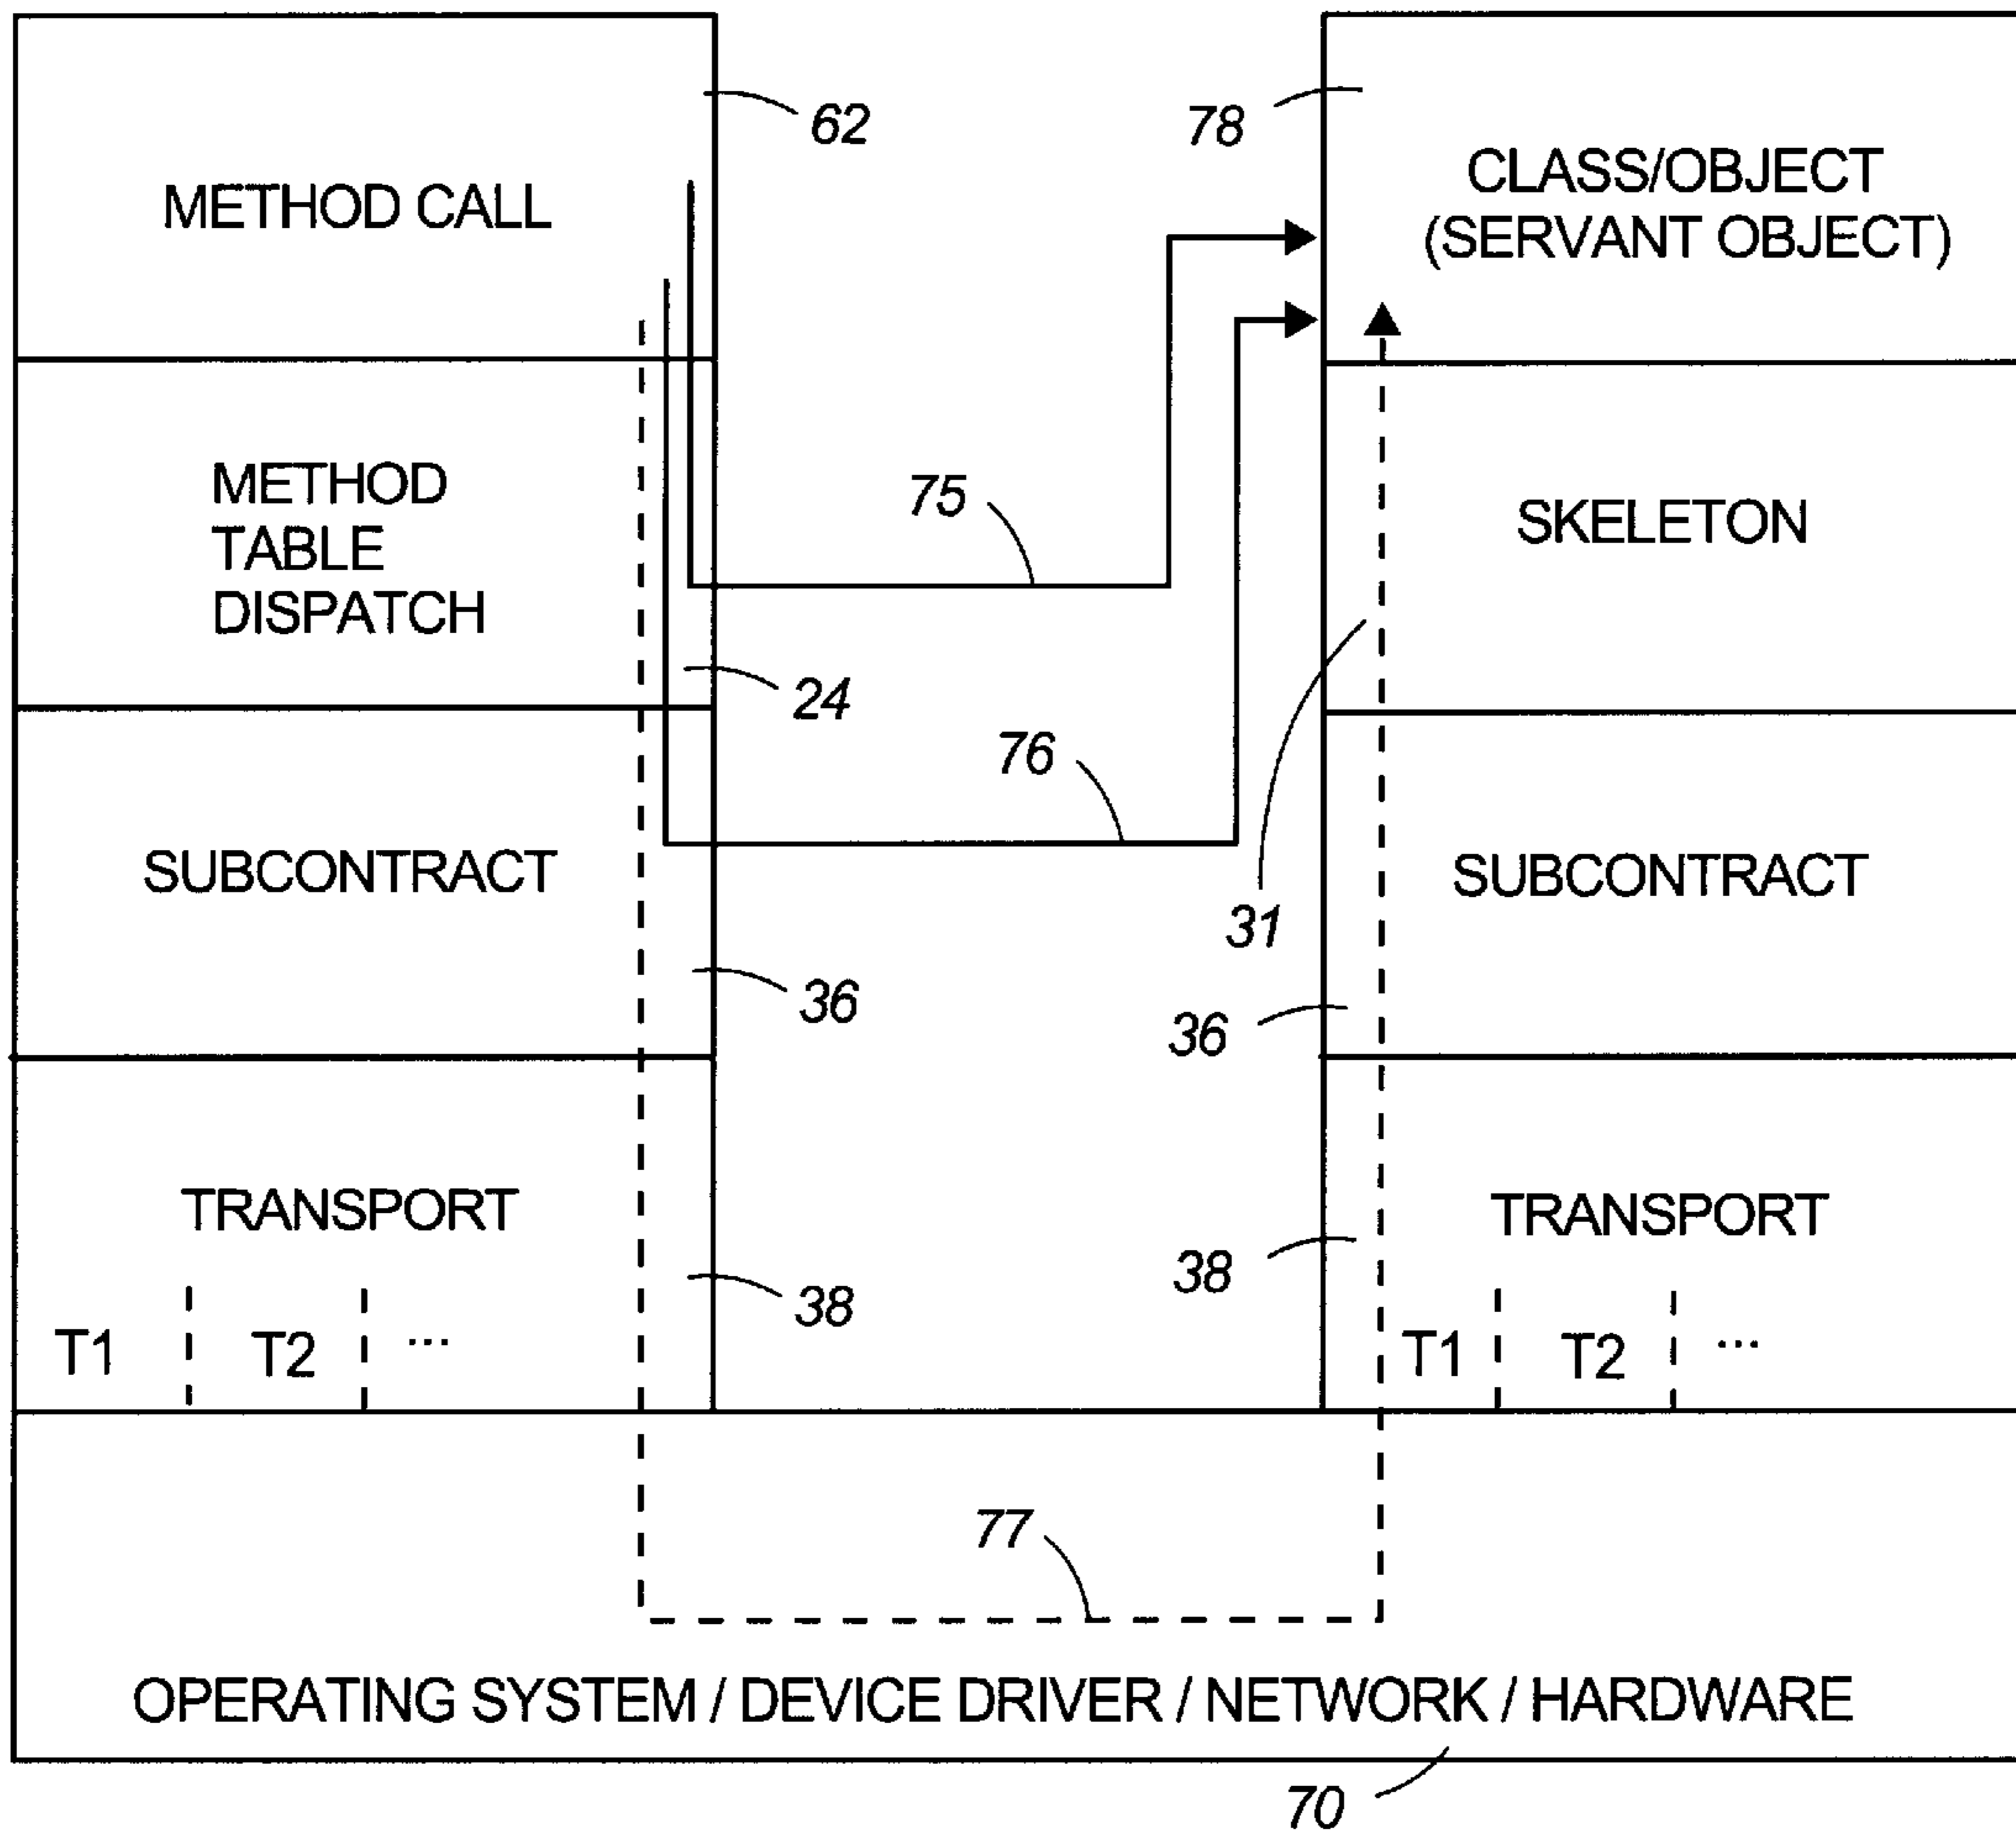 62
78
METHOD CALL
CLASS/OBJECT
(SERVANT OBJECT)
METHOD
TABLE
DISPATCH
75
SKELETON
24
76
SUBCONTRACT
31
SUBCONTRACT
36
36
TRANSPORT
TRANSPORT
38
38
T1
T2
...
T1
T2
...
77
OPERATING SYSTEM / DEVICE DRIVER / NETWORK / HARDWARE
70